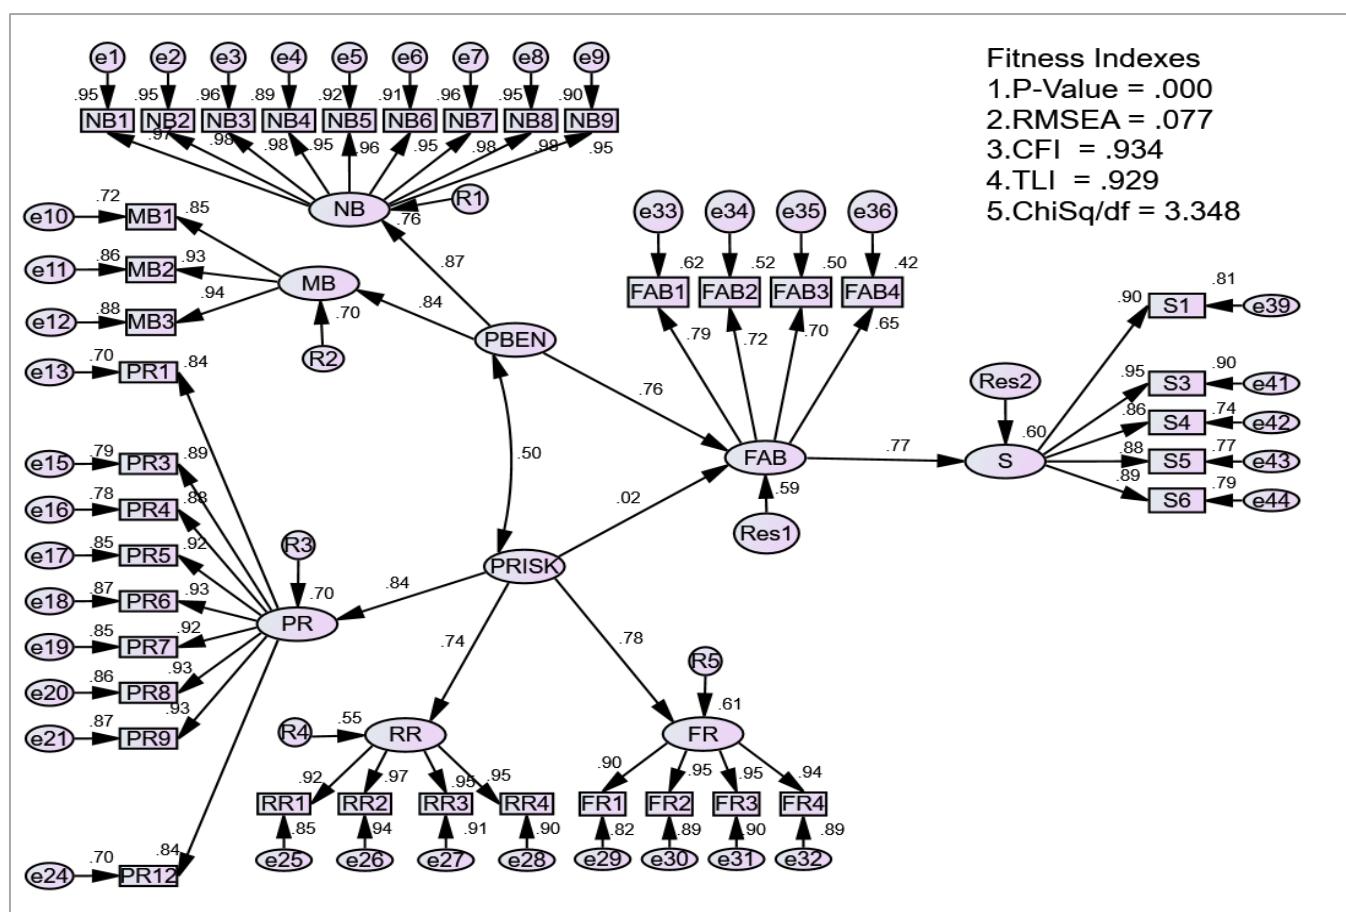 e1 e2 e3 e4 e5 e6 e7 e8 e9
.95 .95 .96 .89 .92 .91 .96 .95 .90
NB1 NB2 NB3 NB4 NB5 NB6 NB7 NB8 NB9
.97 .98 .98 .95 .96 .95 .98 .98 .95
Fitness Indexes
1.P-Value = .000
2.RMSEA = .077
3.CFI = .934
4.TLI = .929
5.ChiSq/df = 3.348
NB .76 R1
e10 .72 MB1 .85
e11 .86 MB2 .93
e12 .88 MB3 .94
MB .70 R2
.87
.84
PBEN
.76
.50
e33 e34 e35 e36
.62 .52 .50 .42
FAB1 FAB2 FAB3 FAB4
.79 .72 .70 .65
FAB .59 Res1
.77
Res2
S .60
.90 S1 .81 e39
.95 S3 .90 e41
.86 S4 .74 e42
.88 S5 .77 e43
.89 S6 .79 e44
.02
PRISK
e13 .70 PR1 .84
e15 .79 PR3 .89
e16 .78 PR4 .88
e17 .85 PR5 .92
e18 .87 PR6 .93
e19 .85 PR7 .92
e20 .86 PR8 .93
e21 .87 PR9 .93
e24 .70 PR12 .84
R3
PR .70
.84
.74
.78
R4 .55 RR
.92 .97 .95 .95
RR1 RR2 RR3 RR4
.85 .94 .91 .90
e25 e26 e27 e28
R5
.61
FR
.90 .95 .95 .94
FR1 FR2 FR3 FR4
.82 .89 .90 .89
e29 e30 e31 e32